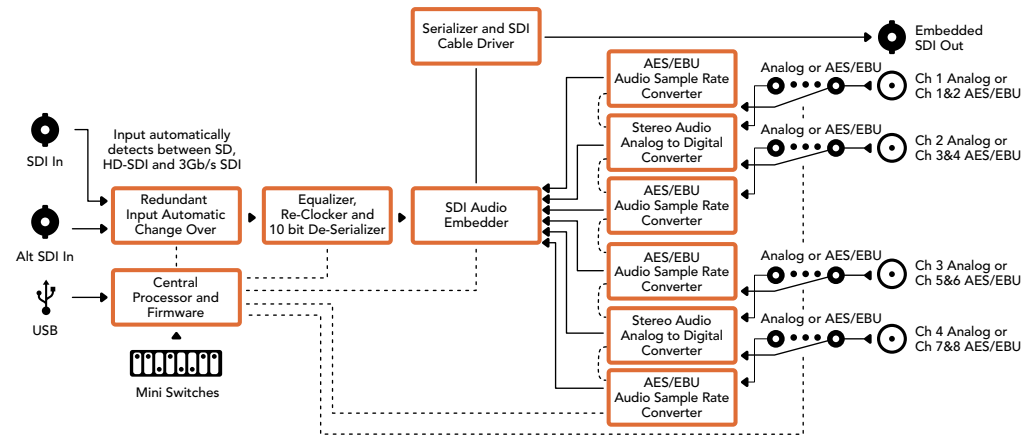 Serializer and SDI
Cable Driver
Embedded
SDI Out
AES/EBU
Audio Sample Rate
Converter
Analog or AES/EBU
Ch 1 Analog or
Ch 1&2 AES/EBU
SDI In
Input automatically
detects between SD,
HD-SDI and 3Gb/s SDI
Stereo Audio
Analog to Digital
Converter
Analog or AES/EBU
Ch 2 Analog or
Ch 3&4 AES/EBU
Alt SDI In
Redundant
Input Automatic
Change Over
Equalizer,
Re-Clocker and
10 bit De-Serializer
SDI Audio
Embedder
AES/EBU
Audio Sample Rate
Converter
USB
Central
Processor and
Firmware
AES/EBU
Audio Sample Rate
Converter
Analog or AES/EBU
Ch 3 Analog or
Ch 5&6 AES/EBU
Mini Switches
Stereo Audio
Analog to Digital
Converter
Analog or AES/EBU
Ch 4 Analog or
Ch 7&8 AES/EBU
AES/EBU
Audio Sample Rate
Converter